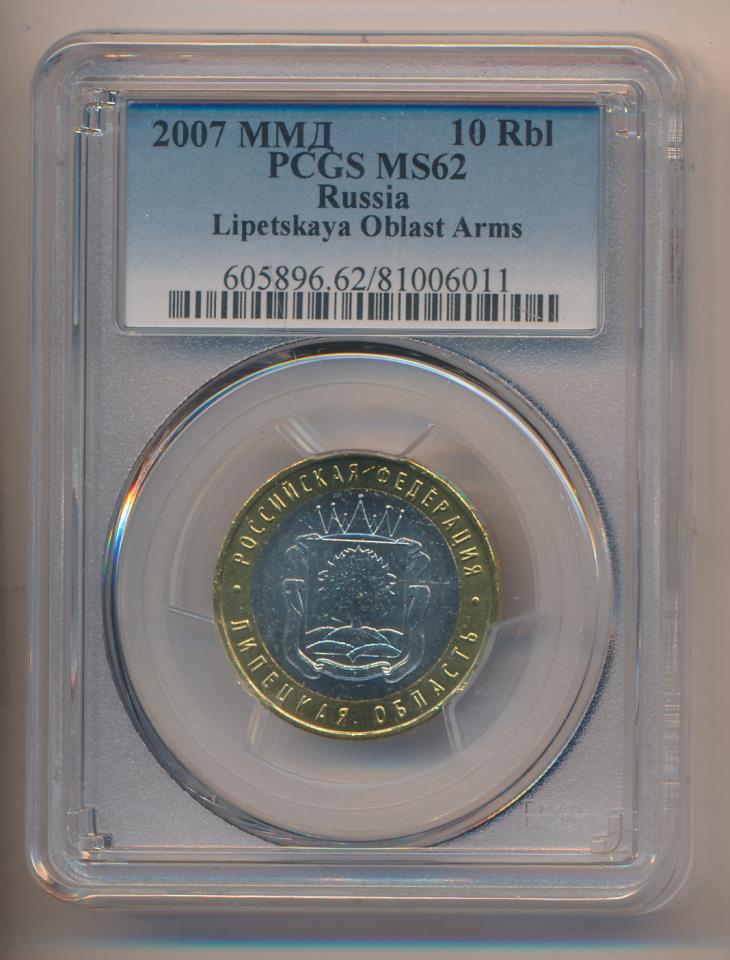 2007 ММД 10 Rbl
PCGS MS62
Russia
Lipetskaya Oblast Arms
605896.62/81006011
• РОССИЙСКАЯ ФЕДЕРАЦИЯ •
ЛИПЕЦКАЯ ОБЛАСТЬ